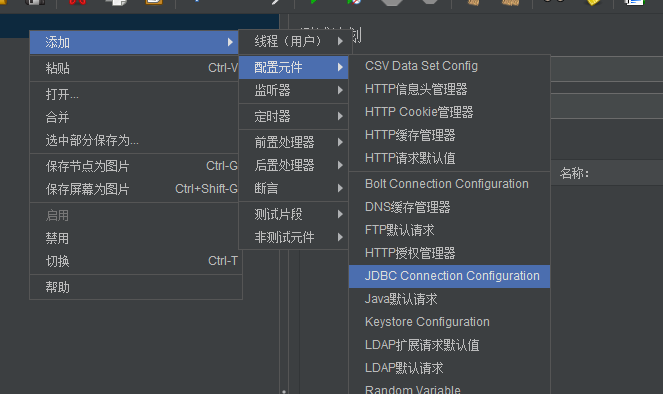 添加
粘贴 Ctrl-V
打开...
合并
选中部分保存为...
保存节点为图片 Ctrl-G
保存屏幕为图片 Ctrl+Shift-G
启用
禁用
切换 Ctrl-T
帮助
线程（用户）
配置元件
监听器
定时器
前置处理器
后置处理器
断言
测试片段
非测试元件
CSV Data Set Config
HTTP信息头管理器
HTTP Cookie管理器
HTTP缓存管理器
HTTP请求默认值
Bolt Connection Configuration
DNS缓存管理器
FTP默认请求
HTTP授权管理器
JDBC Connection Configuration
Java默认请求
Keystore Configuration
LDAP扩展请求默认值
LDAP默认请求
Random Variable
名称: